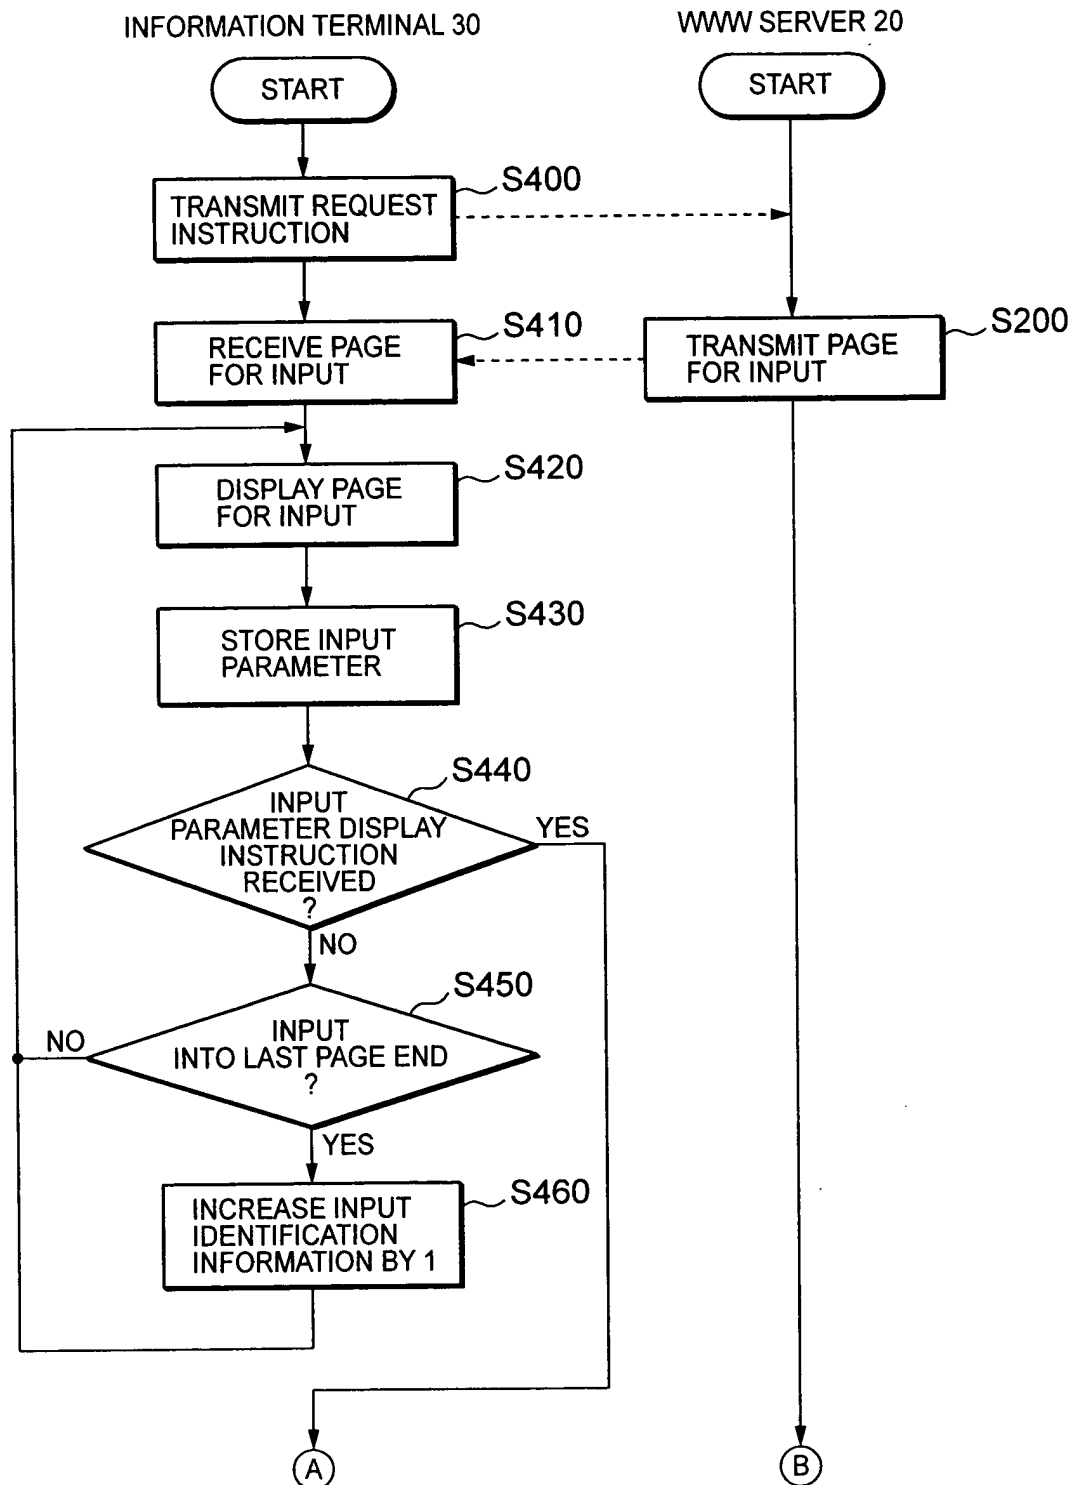 INFORMATION TERMINAL 30
WWW SERVER 20
START
START
S400
TRANSMIT REQUEST
INSTRUCTION
S410
RECEIVE PAGE
FOR INPUT
S200
TRANSMIT PAGE
FOR INPUT
S420
DISPLAY PAGE
FOR INPUT
S430
STORE INPUT
PARAMETER
S440
INPUT
PARAMETER DISPLAY
INSTRUCTION
RECEIVED
?
YES
NO
S450
INPUT
INTO LAST PAGE END
?
NO
YES
S460
INCREASE INPUT
IDENTIFICATION
INFORMATION BY 1
A
B